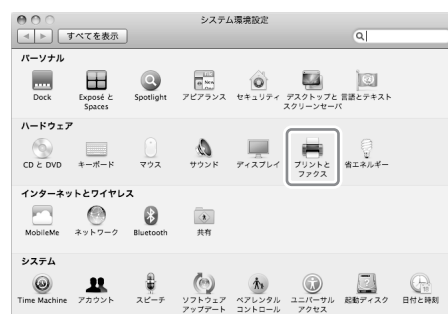 システム環境設定
すべてを表示
パーソナル
Dock
Exposé と
Spaces
Spotlight
アピアランス
セキュリティ
デスクトップと
スクリーンセーバ
言語とテキスト
ハードウェア
CD と DVD
キーボード
マウス
サウンド
ディスプレイ
プリントと
ファクス
省エネルギー
インターネットとワイヤレス
MobileMe
ネットワーク
Bluetooth
共有
システム
Time Machine
アカウント
スピーチ
ソフトウェア
アップデート
ペアレンタル
コントロール
ユニバーサル
アクセス
起動ディスク
日付と時刻